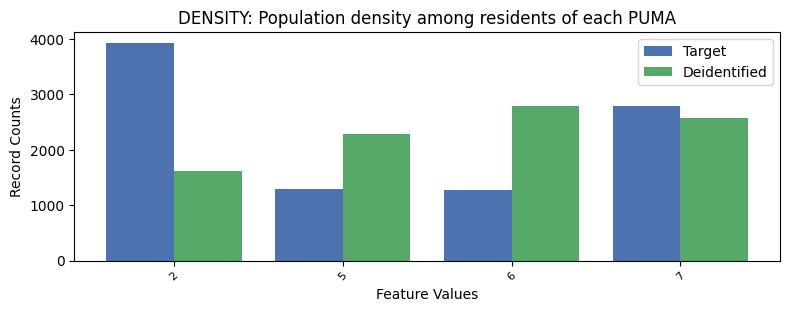 DENSITY: Population density among residents of each PUMA
4000
3000
2000
1000
0
Record Counts
Target
Deidentified
2
5
6
7
Feature Values